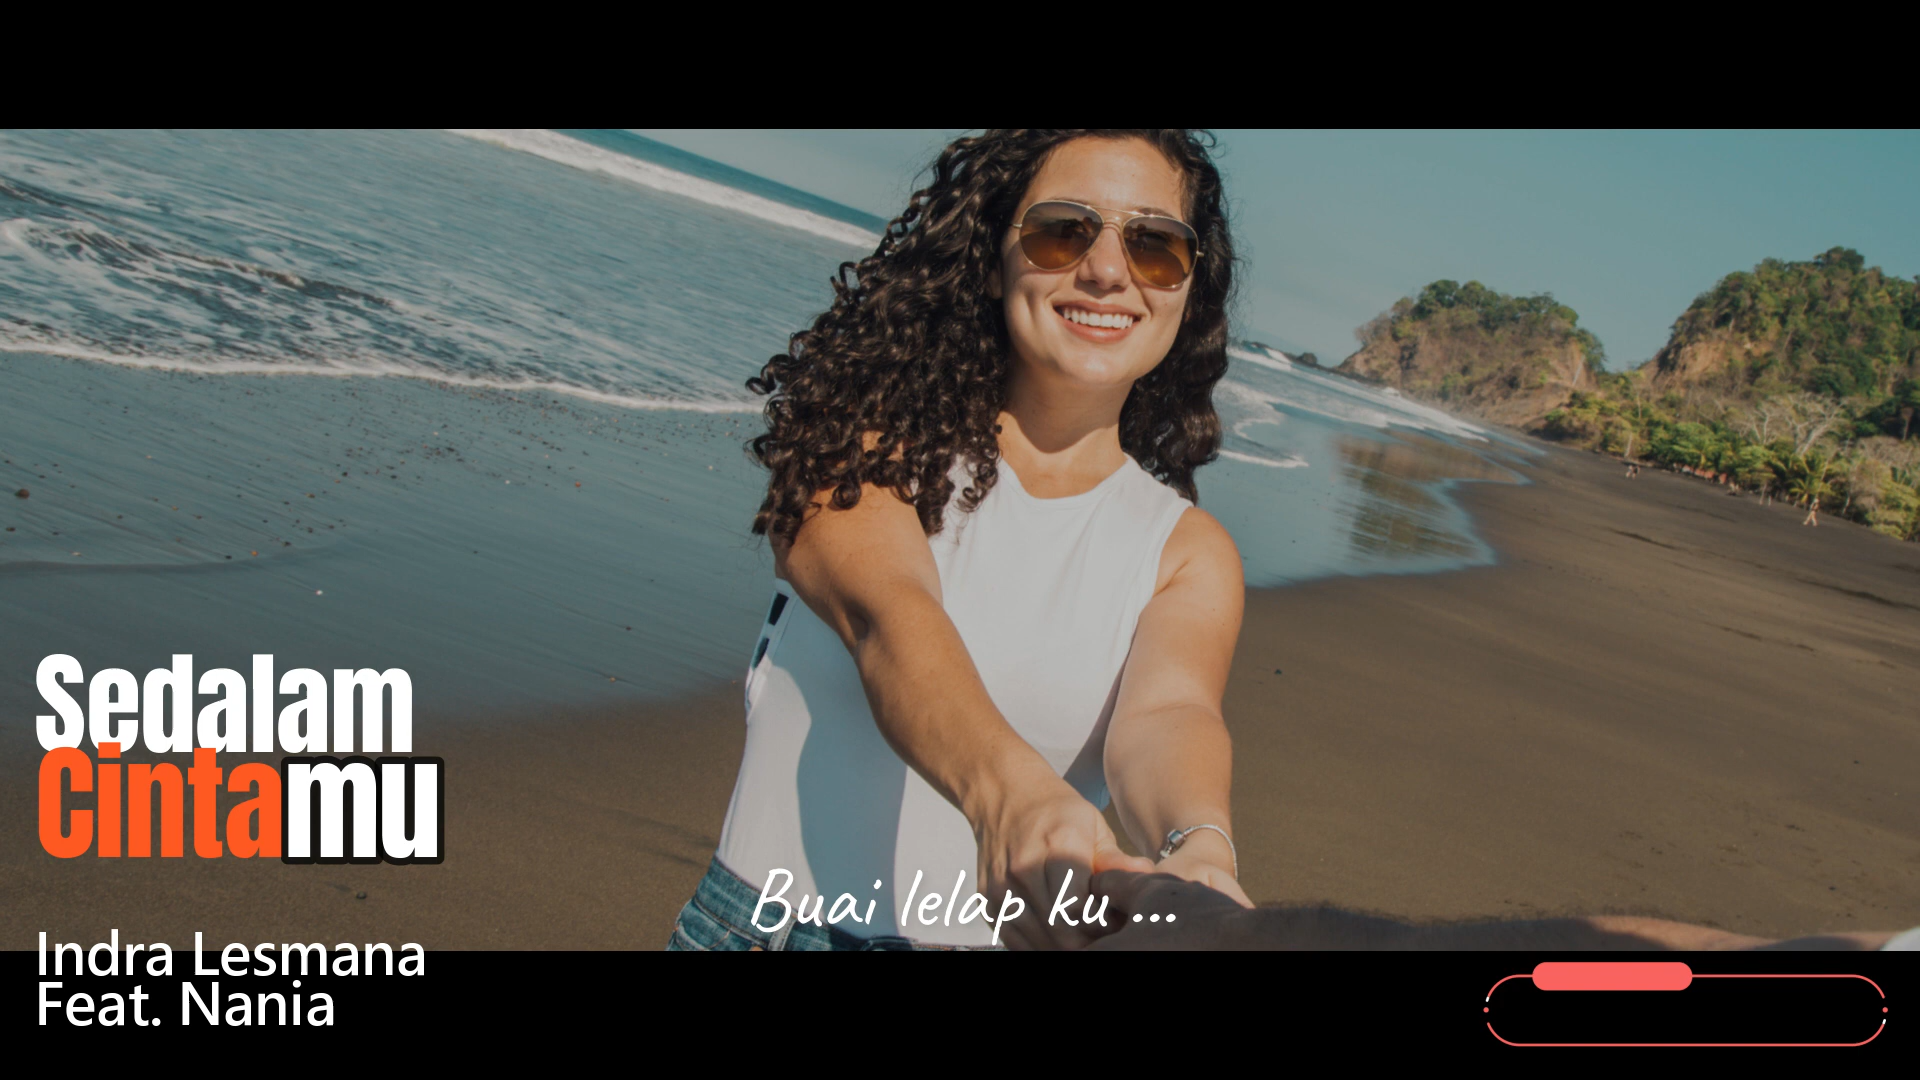 Sedalam
Cintamu
Buai lelap ku ...
Indra Lesmana
Feat. Nania